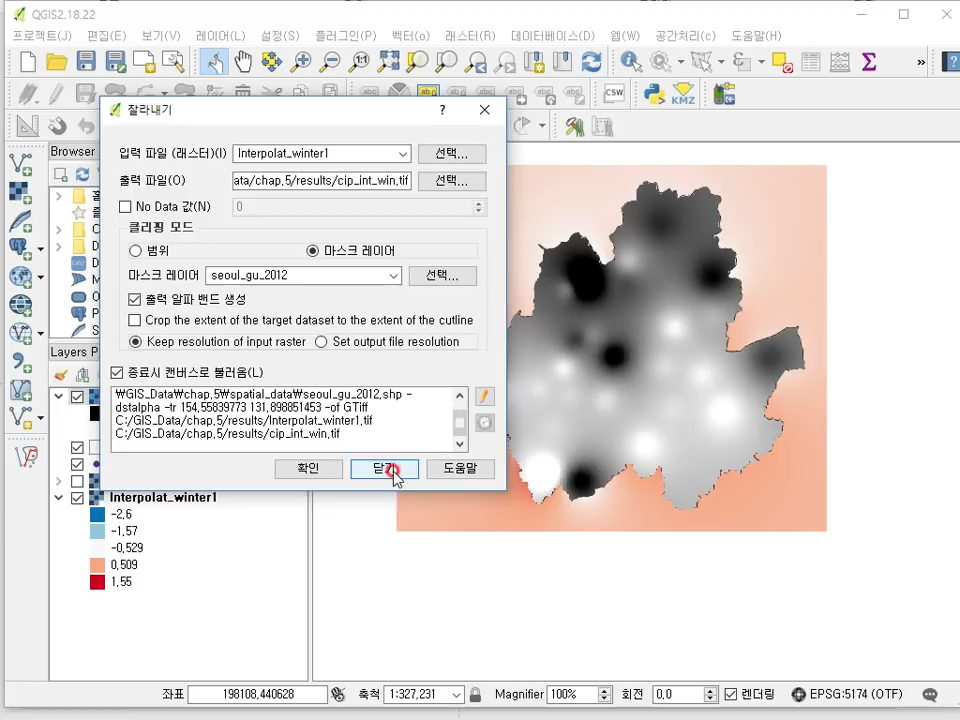 QGIS2.18.22
프로젝트(J) 편집(E) 보기(V) 레이어(L) 설정(S) 플러그인(P) 벡터(o) 래스터(R) 데이터베이스(D) 웹(W) 공간처리(c) 도움말(H)
CSW
KMZ
잘라내기
Browser
입력 파일 (래스터)(I) Interpolat_winter1 선택...
출력 파일(O) ata/chap.5/results/cip_int_win.tif 선택...
No Data 값(N) 0
클리핑 모드
범위 마스크 레이어
마스크 레이어 seoul_gu_2012 선택...
출력 알파 밴드 생성
Crop the extent of the target dataset to the extent of the cutline
Keep resolution of input raster Set output file resolution
Layers P
종료시 캔버스로 불러옴(L)
₩GIS_Data₩chap.5₩spatial_data₩seoul_gu_2012.shp -
dstalpha -tr 154.55839773 131.898851453 -of GTiff
C:/GIS_Data/chap.5/results/Interpolat_winter1.tif
C:/GIS_Data/chap.5/results/cip_int_win.tif
확인 닫기 도움말
Interpolat_winter1
-2.6
-1.57
-0.529
0.509
1.55
좌표 198108,440628 축척 1:327,231 Magnifier 100% 회전 0.0 렌더링 EPSG:5174 (OTF)